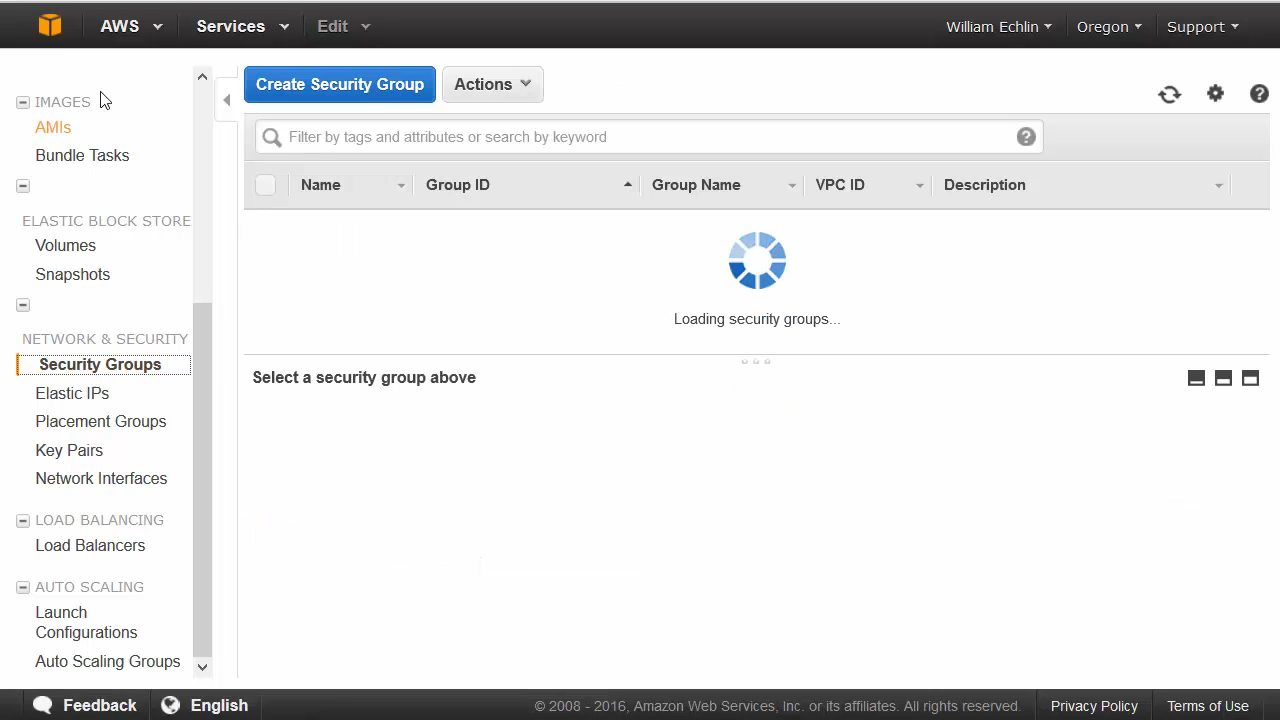 AWS Services Edit William Echlin Oregon Support
IMAGES
AMIs
Bundle Tasks
ELASTIC BLOCK STORE
Volumes
Snapshots
NETWORK & SECURITY
Security Groups
Elastic IPs
Placement Groups
Key Pairs
Network Interfaces
LOAD BALANCING
Load Balancers
AUTO SCALING
Launch
Configurations
Auto Scaling Groups
Create Security Group Actions
Filter by tags and attributes or search by keyword
Name Group ID Group Name VPC ID Description
Loading security groups...
Select a security group above
Feedback English © 2008 - 2016, Amazon Web Services, Inc. or its affiliates. All rights reserved. Privacy Policy Terms of Use